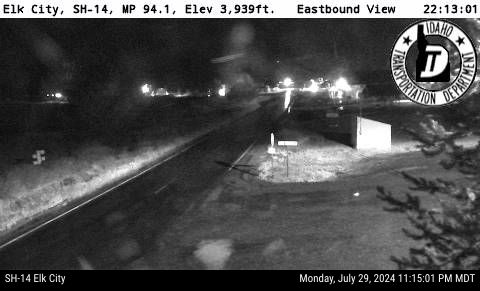 Elk City, SH-14, MP 94.1, Elev 3,939ft. Eastbound View 22:13:01
IDAHO
TRANSPORTATION DEPARTMENT
SH-14 Elk City Monday, July 29, 2024 11:15:01 PM MDT